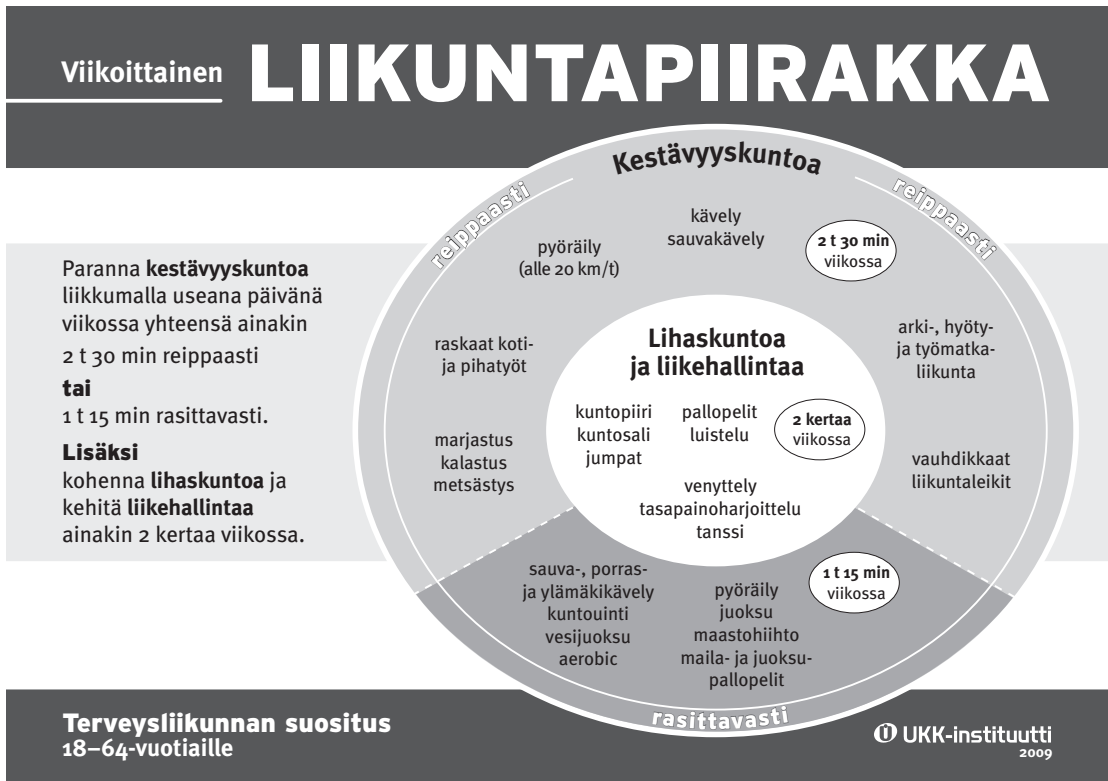 Viikoittainen LIIKUNTAPIIRAKKA
Paranna kestävyyskuntoa
liikkumalla useana päivänä
viikossa yhteensä ainakin
2 t 30 min reippaasti
tai
1 t 15 min rasittavasti.
Lisäksi
kohenna lihaskuntoa ja
kehitä liikehallintaa
ainakin 2 kertaa viikossa.
Kestävyyskuntoa
reippaasti
reippaasti
kävely
sauvakävely
2 t 30 min
viikossa
pyöräily
(alle 20 km/t)
raskaat koti-
ja pihatyöt
marjastus
kalastus
metsästys
arki-, hyöty-
ja työmatka-
liikunta
vauhdikkaat
liikuntaleikit
Lihaskuntoa
ja liikehallintaa
kuntopiiri
kuntosali
jumpat
pallopelit
luistelu
2 kertaa
viikossa
venyttely
tasapainoharjoittelu
tanssi
sauva-, porras-
ja ylämäkikävely
kuntouinti
vesijuoksu
aerobic
pyöräily
juoksu
maastohiihto
maila- ja juoksu-
pallopelit
1 t 15 min
viikossa
rasittavasti
Terveysliikunnan suositus
18–64-vuotiaille
UKK-instituutti
2009